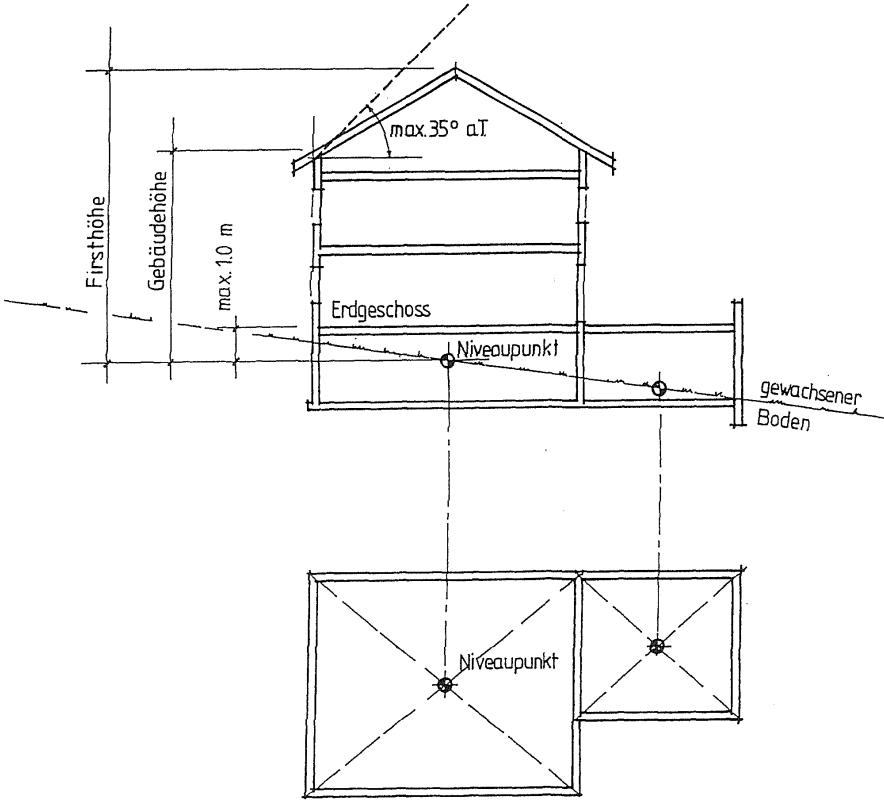 max. 35° a.T.
Firsthöhe
Gebäudehöhe
max. 1.0 m
Erdgeschoss
Niveaupunkt
gewachsener
Boden
Niveaupunkt